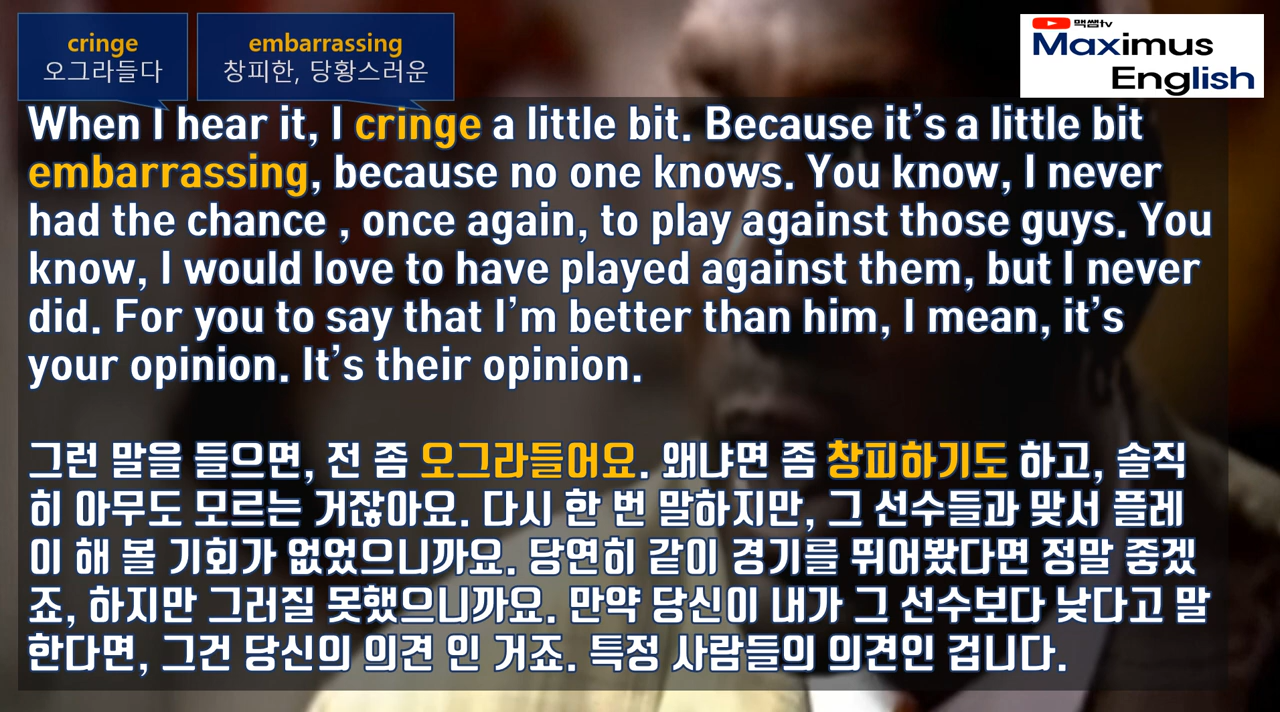 cringe
오그라들다
embarrassing
창피한, 당황스러운
맥쌤tv
Maximus
English
When I hear it, I cringe a little bit. Because it's a little bit
embarrassing, because no one knows. You know, I never
had the chance , once again, to play against those guys. You
know, I would love to have played against them, but I never
did. For you to say that I'm better than him, I mean, it's
your opinion. It's their opinion.
그런 말을 들으면, 전 좀 오그라들어요. 왜냐면 좀 창피하기도 하고, 솔직
히 아무도 모르는 거잖아요. 다시 한 번 말하지만, 그 선수들과 맞서 플레
이 해 볼 기회가 없었으니까요. 당연히 같이 경기를 뛰어봤다면 정말 좋겠
죠, 하지만 그러질 못했으니까요. 만약 당신이 내가 그 선수보다 낫다고 말
한다면, 그건 당신의 의견 인 거죠. 특정 사람들의 의견인 겁니다.